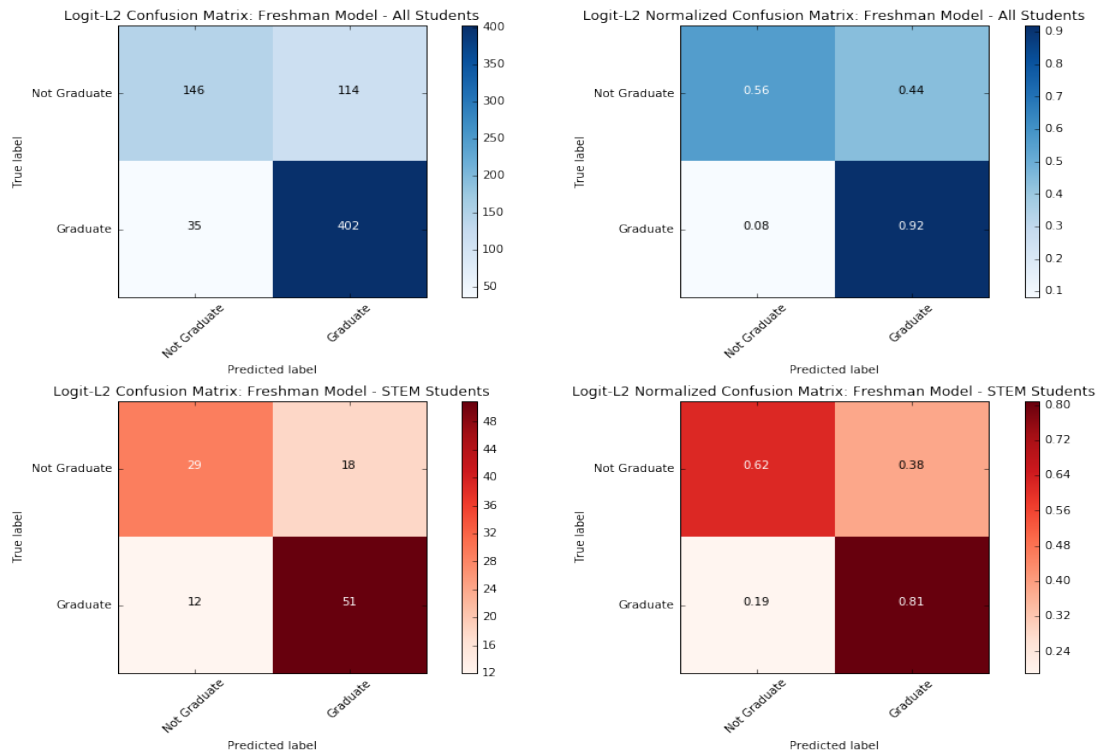 Logit-L2 Confusion Matrix: Freshman Model - All Students
400
Not Graduate
146
114
350
300
250
True label
200
150
Graduate
35
402
100
50
Not Graduate
Graduate
Predicted label
Logit-L2 Normalized Confusion Matrix: Freshman Model - All Students
0.9
Not Graduate
0.56
0.44
0.8
0.7
0.6
True label
0.5
0.4
0.3
Graduate
0.08
0.92
0.2
0.1
Not Graduate
Graduate
Predicted label
Logit-L2 Confusion Matrix: Freshman Model - STEM Students
48
Not Graduate
29
18
44
40
36
32
True label
28
24
20
Graduate
12
51
16
12
Not Graduate
Graduate
Predicted label
Logit-L2 Normalized Confusion Matrix: Freshman Model - STEM Students
0.80
Not Graduate
0.62
0.38
0.72
0.64
0.56
True label
0.48
0.40
0.32
Graduate
0.19
0.81
0.24
Not Graduate
Graduate
Predicted label